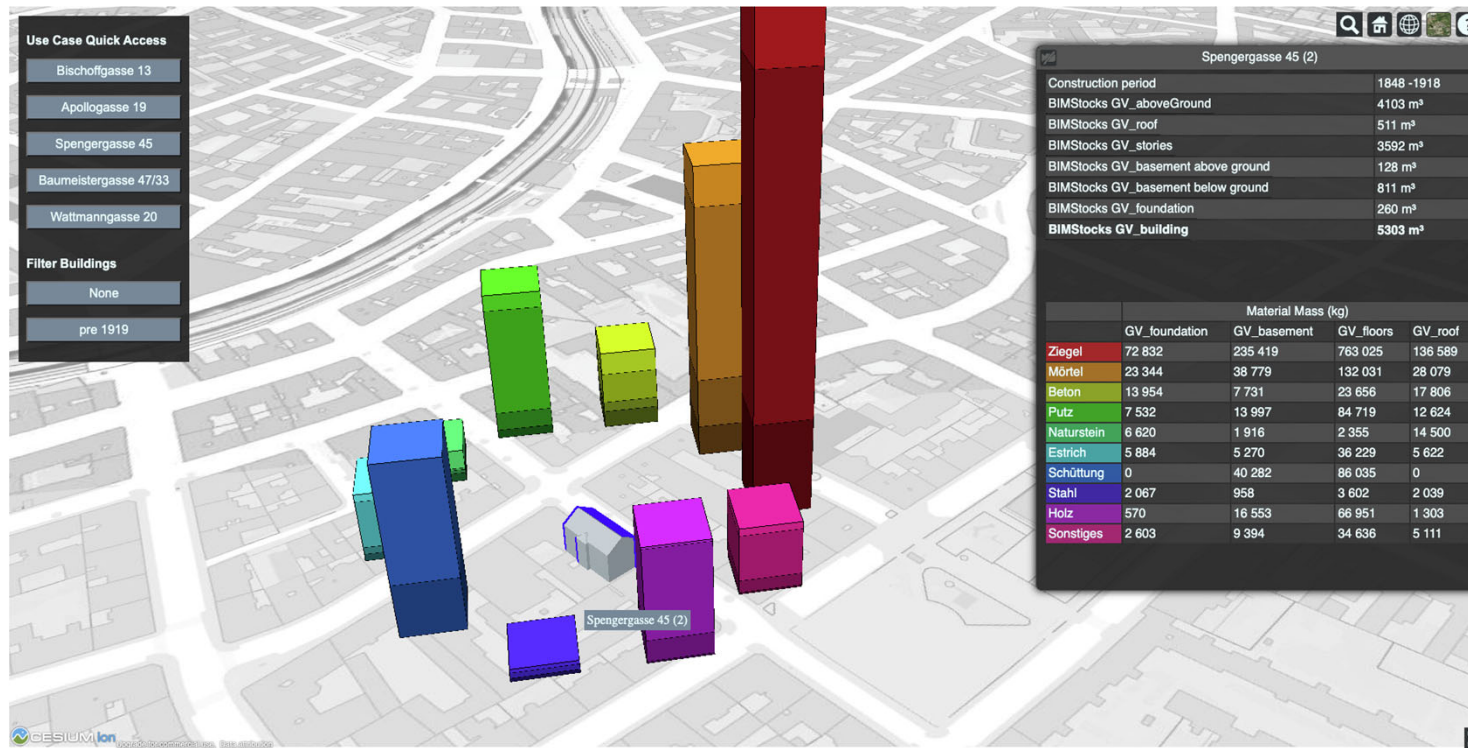 Use Case Quick Access
Bischoffgasse 13
Apollogasse 19
Spengergasse 45
Baumeistergasse 47/33
Wattmanngasse 20
Filter Buildings
None
pre 1919
Spengergasse 45 (2)
Construction period 1848 -1918
BIMStocks GV_aboveGround 4103 m³
BIMStocks GV_roof 511 m³
BIMStocks GV_stories 3592 m³
BIMStocks GV_basement above ground 128 m³
BIMStocks GV_basement below ground 811 m³
BIMStocks GV_foundation 260 m³
BIMStocks GV_building 5303 m³
Material Mass (kg)
GV_foundation GV_basement GV_floors GV_roof
Ziegel 72 832 235 419 763 025 136 589
Mörtel 23 344 38 779 132 031 28 079
Beton 13 954 7 731 23 656 17 806
Putz 7 532 13 997 84 719 12 624
Naturstein 6 620 1 916 2 355 14 500
Estrich 5 884 5 270 36 229 5 622
Schüttung 0 40 282 86 035 0
Stahl 2 067 958 3 602 2 039
Holz 570 16 553 66 951 1 303
Sonstiges 2 603 9 394 34 636 5 111
Spengergasse 45 (2)
CESIUM ion